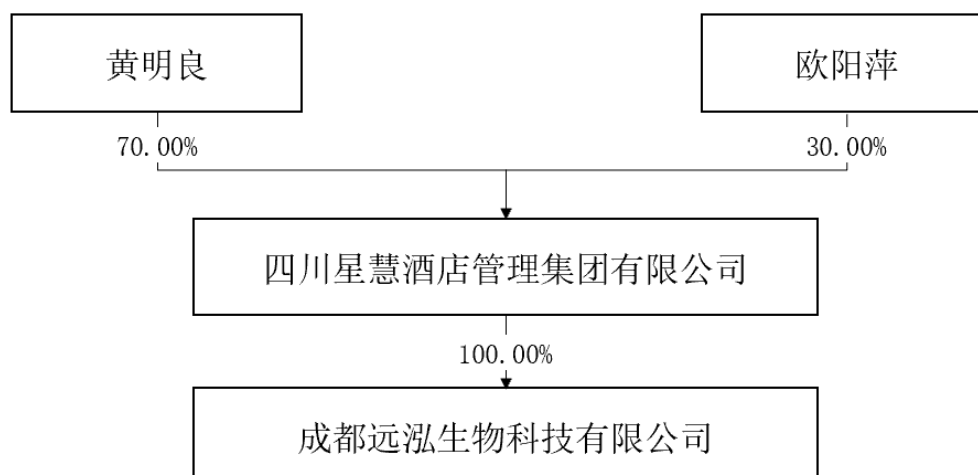 黄明良
欧阳萍
70.00%
30.00%
四川星慧酒店管理集团有限公司
100.00%
成都远泓生物科技有限公司